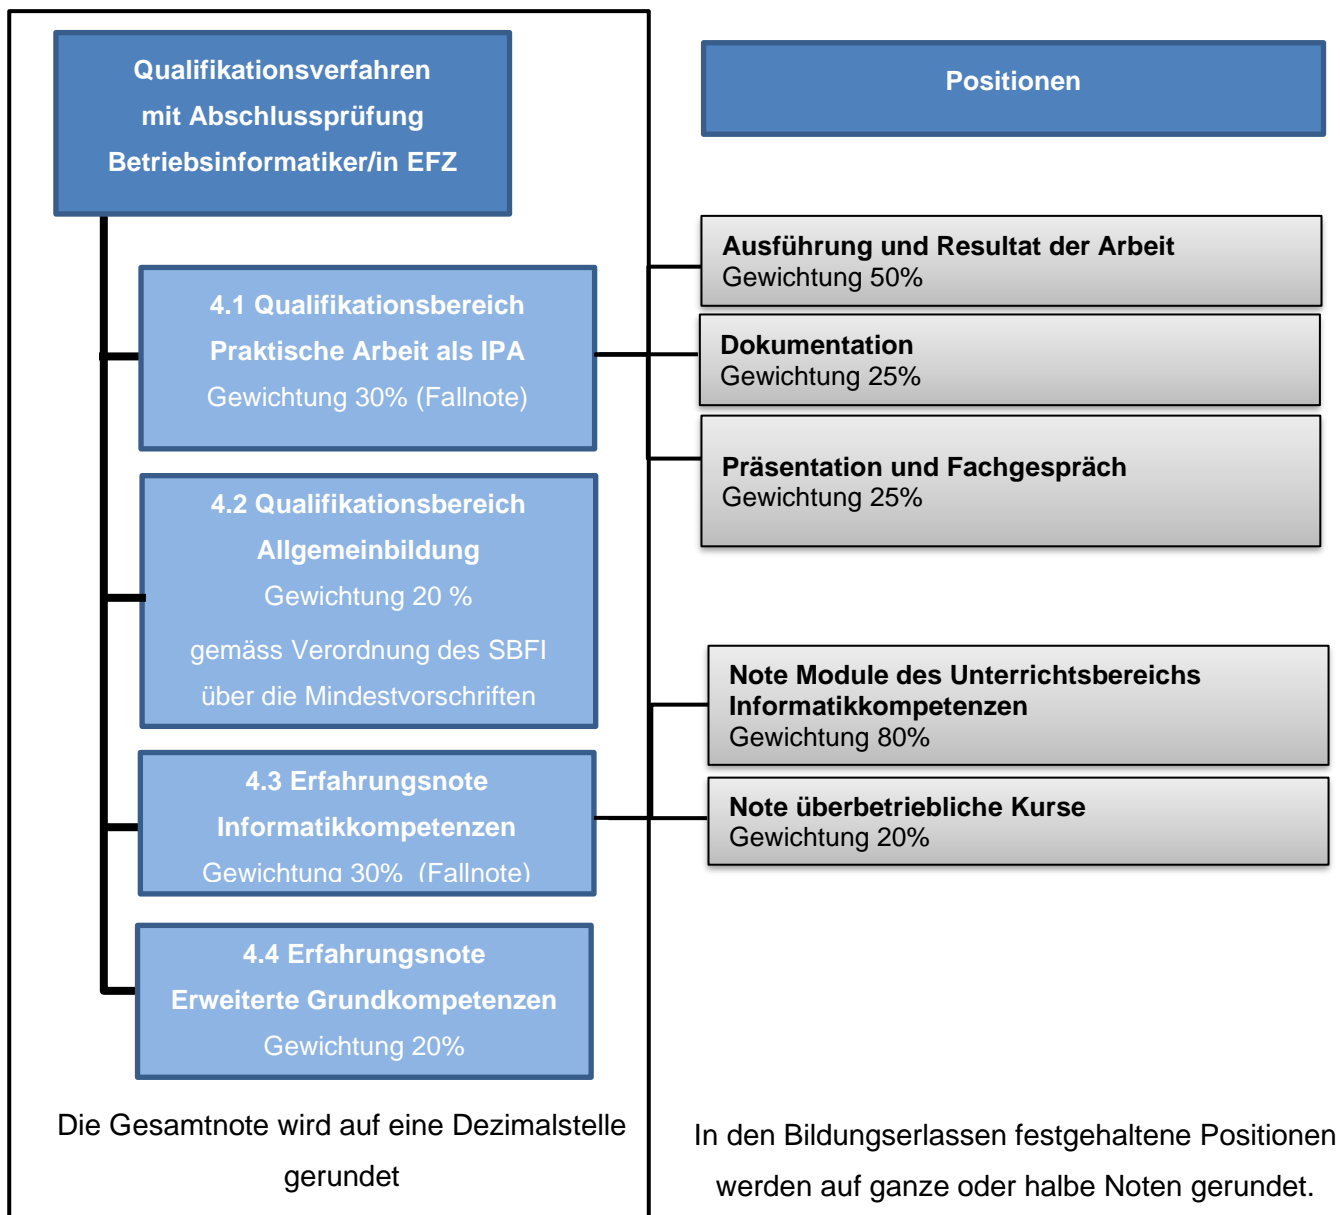 Qualifikationsverfahren
mit Abschlussprüfung
Betriebsinformatiker/in EFZ
4.1 Qualifikationsbereich
Praktische Arbeit als IPA
Gewichtung 30% (Fallnote)
4.2 Qualifikationsbereich
Allgemeinbildung
Gewichtung 20 %
gemäss Verordnung des SBFI
über die Mindestvorschriften
4.3 Erfahrungsnote
Informatikkompetenzen
Gewichtung 30% (Fallnote)
4.4 Erfahrungsnote
Erweiterte Grundkompetenzen
Gewichtung 20%
Die Gesamtnote wird auf eine Dezimalstelle
gerundet
Positionen
Ausführung und Resultat der Arbeit
Gewichtung 50%
Dokumentation
Gewichtung 25%
Präsentation und Fachgespräch
Gewichtung 25%
Note Module des Unterrichtsbereichs
Informatikkompetenzen
Gewichtung 80%
Note überbetriebliche Kurse
Gewichtung 20%
In den Bildungserlassen festgehaltene Positionen
werden auf ganze oder halbe Noten gerundet.